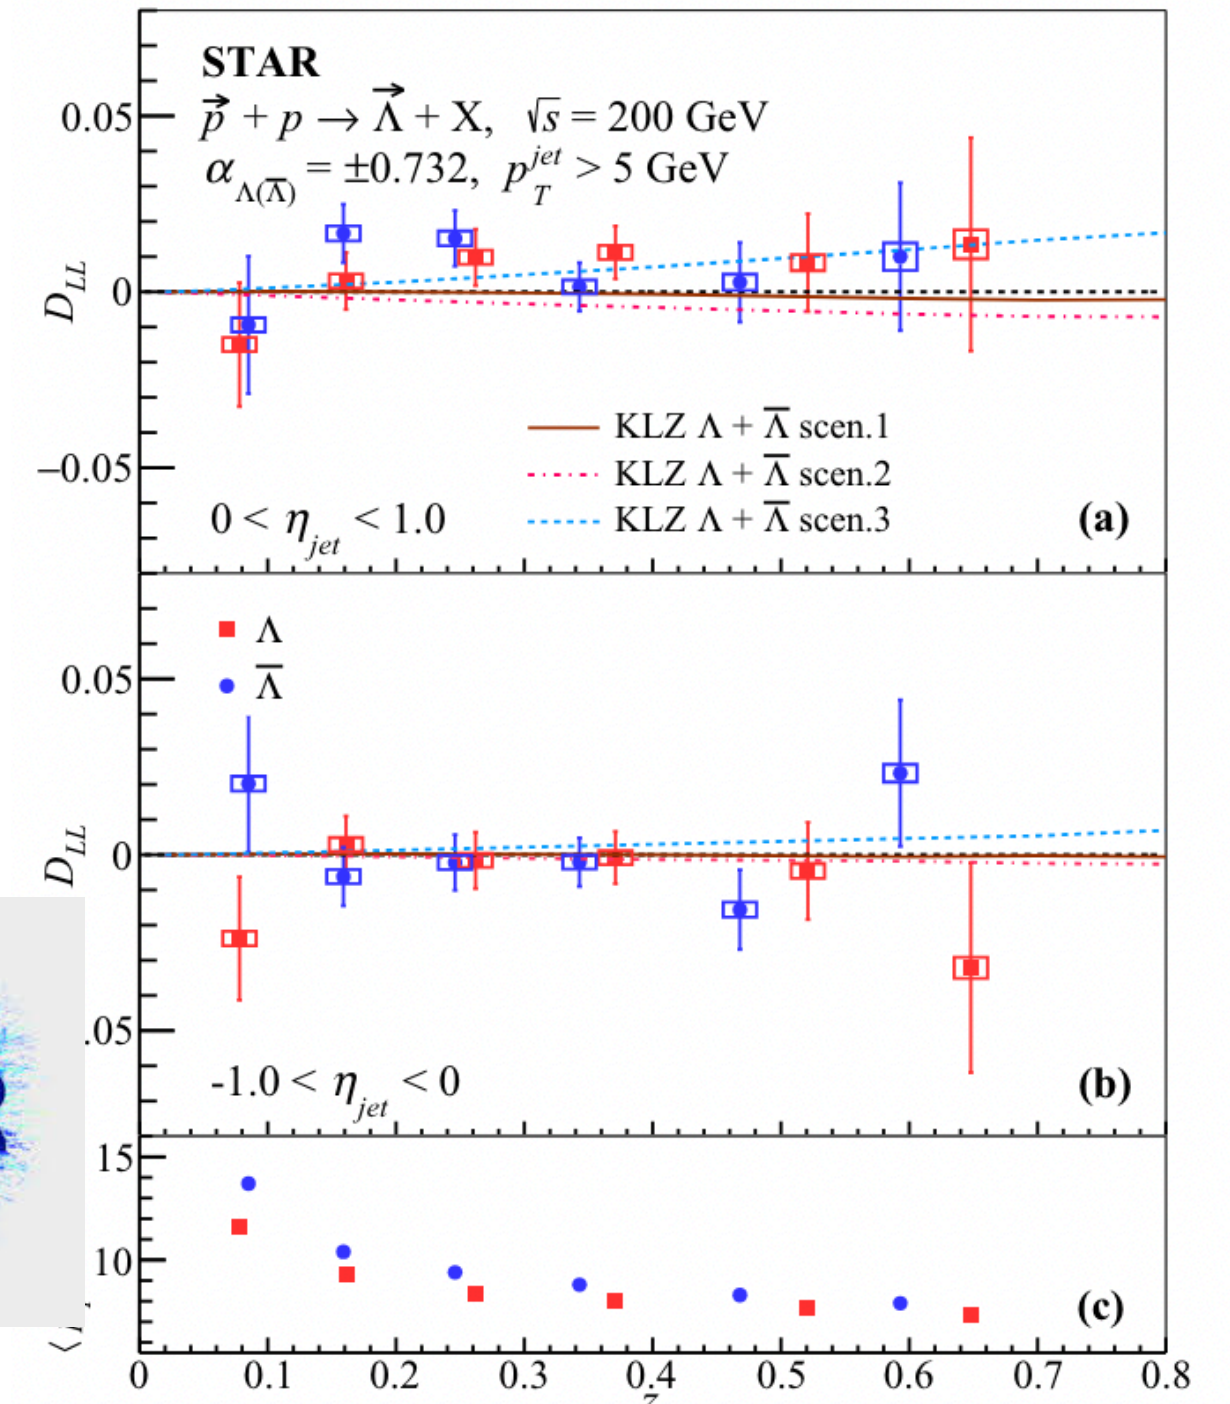 STAR
p⃗ + p → Λ⃗ + X, √s = 200 GeV
α_Λ(Λ̅) = ±0.732, p_T^jet > 5 GeV
0.05
0
−0.05
D_LL
KLZ Λ + Λ̅ scen.1
KLZ Λ + Λ̅ scen.2
KLZ Λ + Λ̅ scen.3
0 < η_jet < 1.0
(a)
Λ
Λ̅
0.05
0
.05
D_LL
-1.0 < η_jet < 0
(b)
15
10
(c)
0 0.1 0.2 0.3 0.4 0.5 0.6 0.7 0.8